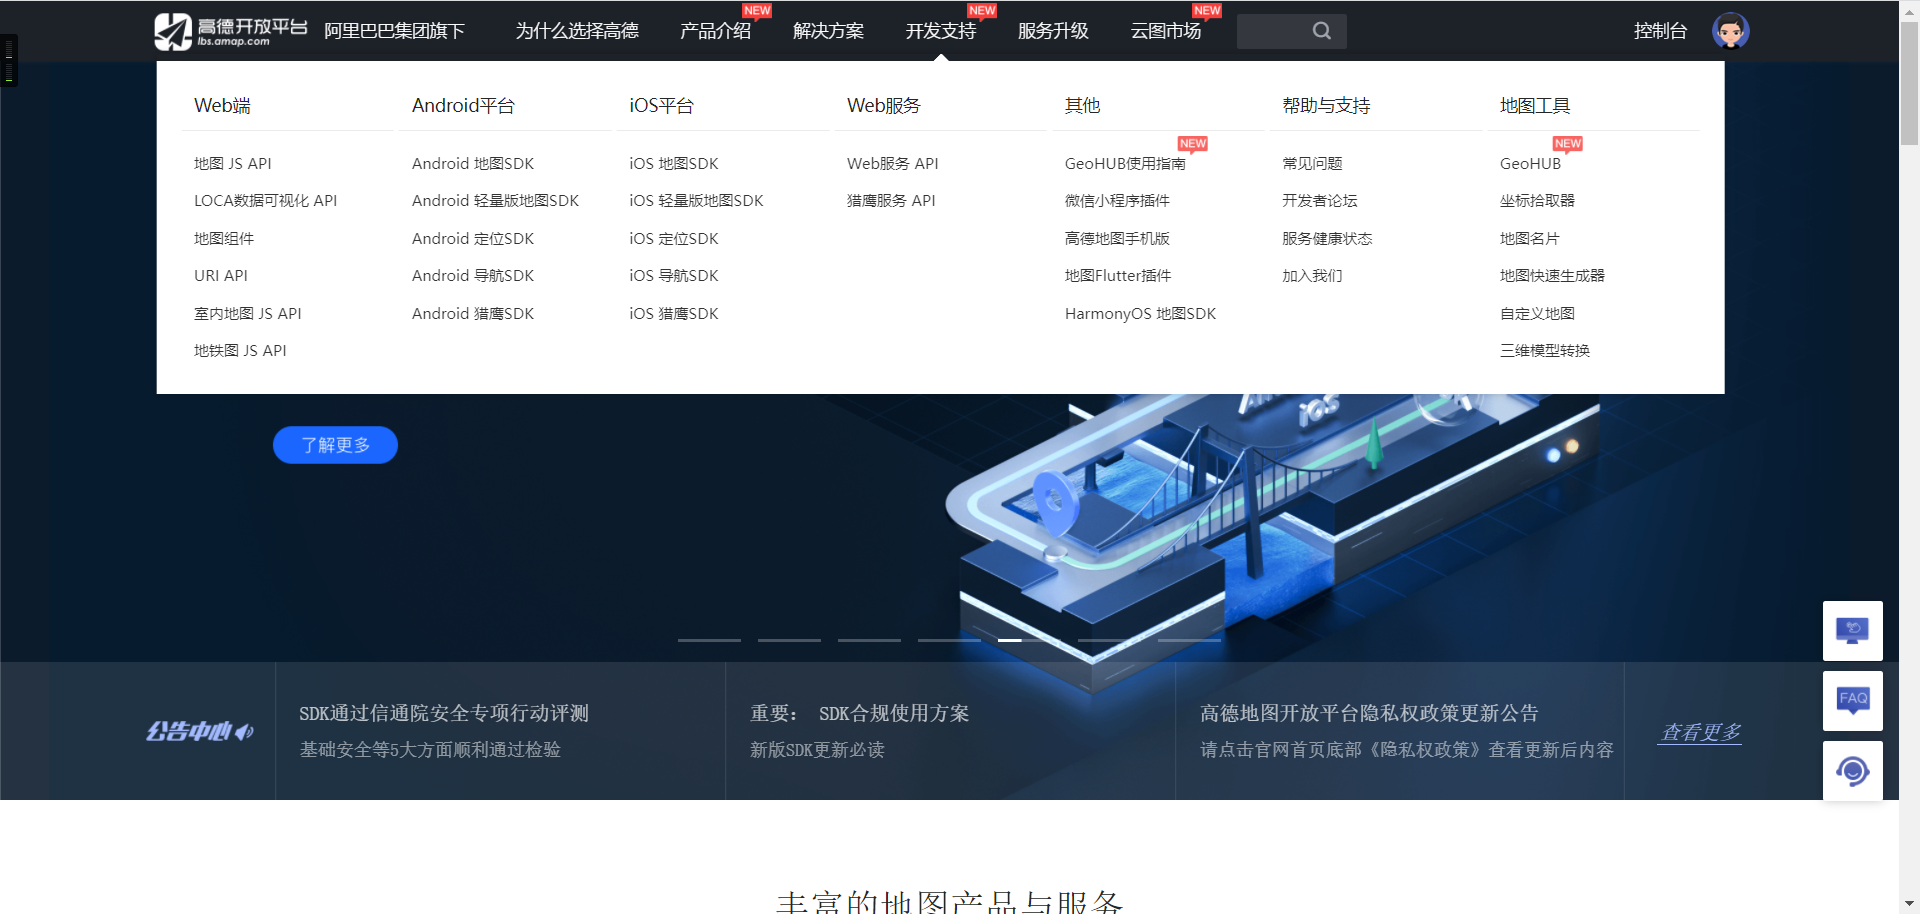 高德开放平台
lbs.amap.com
阿里巴巴集团旗下
为什么选择高德
产品介绍
NEW
解决方案
开发支持
NEW
服务升级
云图市场
NEW
控制台
Web端
地图 JS API
LOCA数据可视化 API
地图组件
URI API
室内地图 JS API
地铁图 JS API
Android平台
Android 地图SDK
Android 轻量版地图SDK
Android 定位SDK
Android 导航SDK
Android 猎鹰SDK
iOS平台
iOS 地图SDK
iOS 轻量版地图SDK
iOS 定位SDK
iOS 导航SDK
iOS 猎鹰SDK
Web服务
Web服务 API
猎鹰服务 API
其他
NEW
GeoHUB使用指南
微信小程序插件
高德地图手机版
地图Flutter插件
HarmonyOS 地图SDK
帮助与支持
常见问题
开发者论坛
服务健康状态
加入我们
地图工具
NEW
GeoHUB
坐标拾取器
地图名片
地图快速生成器
自定义地图
三维模型转换
iOS
了解更多
公告中心
SDK通过信通院安全专项行动评测
基础安全等5大方面顺利通过检验
重要： SDK合规使用方案
新版SDK更新必读
高德地图开放平台隐私权政策更新公告
请点击官网首页底部《隐私权政策》查看更新后内容
查看更多
FAQ
丰富的地图产品与服务